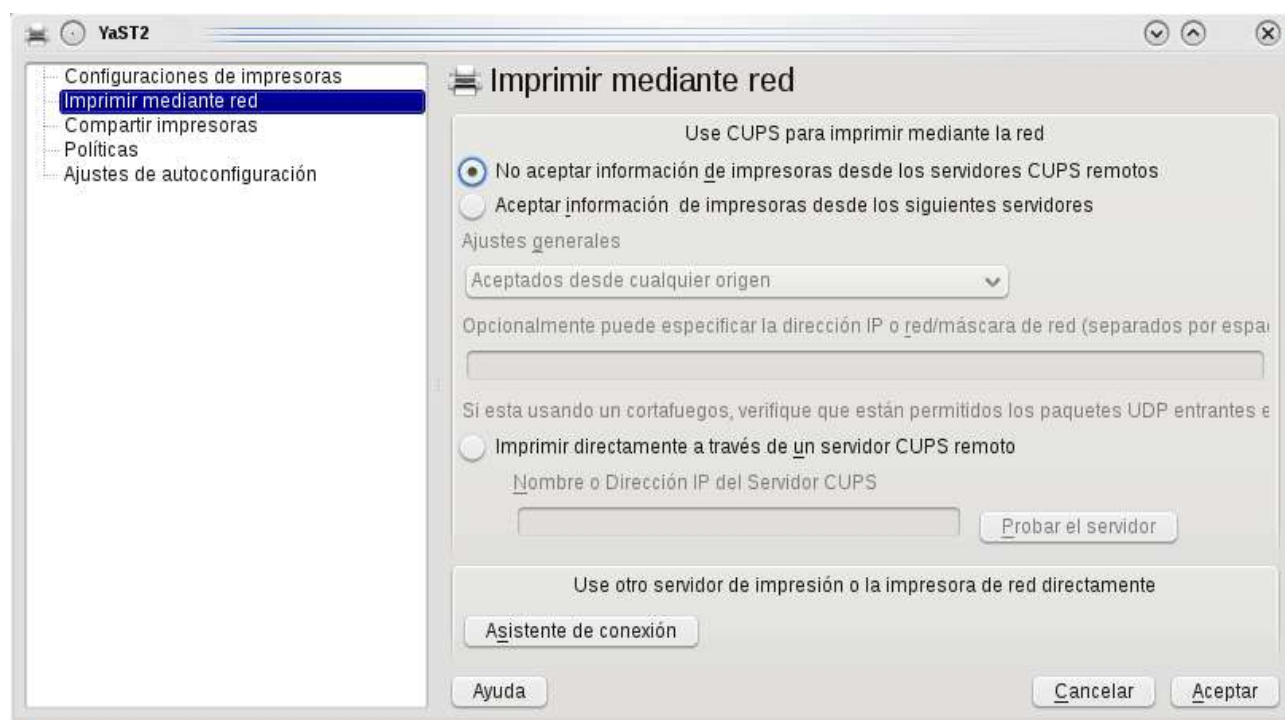 YaST2
Configuraciones de impresoras
Imprimir mediante red
Compartir impresoras
Políticas
Ajustes de autoconfiguración
Imprimir mediante red
Use CUPS para imprimir mediante la red
No aceptar información de impresoras desde los servidores CUPS remotos
Aceptar información de impresoras desde los siguientes servidores
Ajustes generales
Aceptados desde cualquier origen
Opcionalmente puede especificar la dirección IP o red/máscara de red (separados por
Si esta usando un cortafuegos, verifique que están permitidos los paquetes UDP entrantes
Imprimir directamente a través de un servidor CUPS remoto
Nombre o Dirección IP del Servidor CUPS
Probar el servidor
Use otro servidor de impresión o la impresora de red directamente
Asistente de conexión
Ayuda
Cancelar
Aceptar